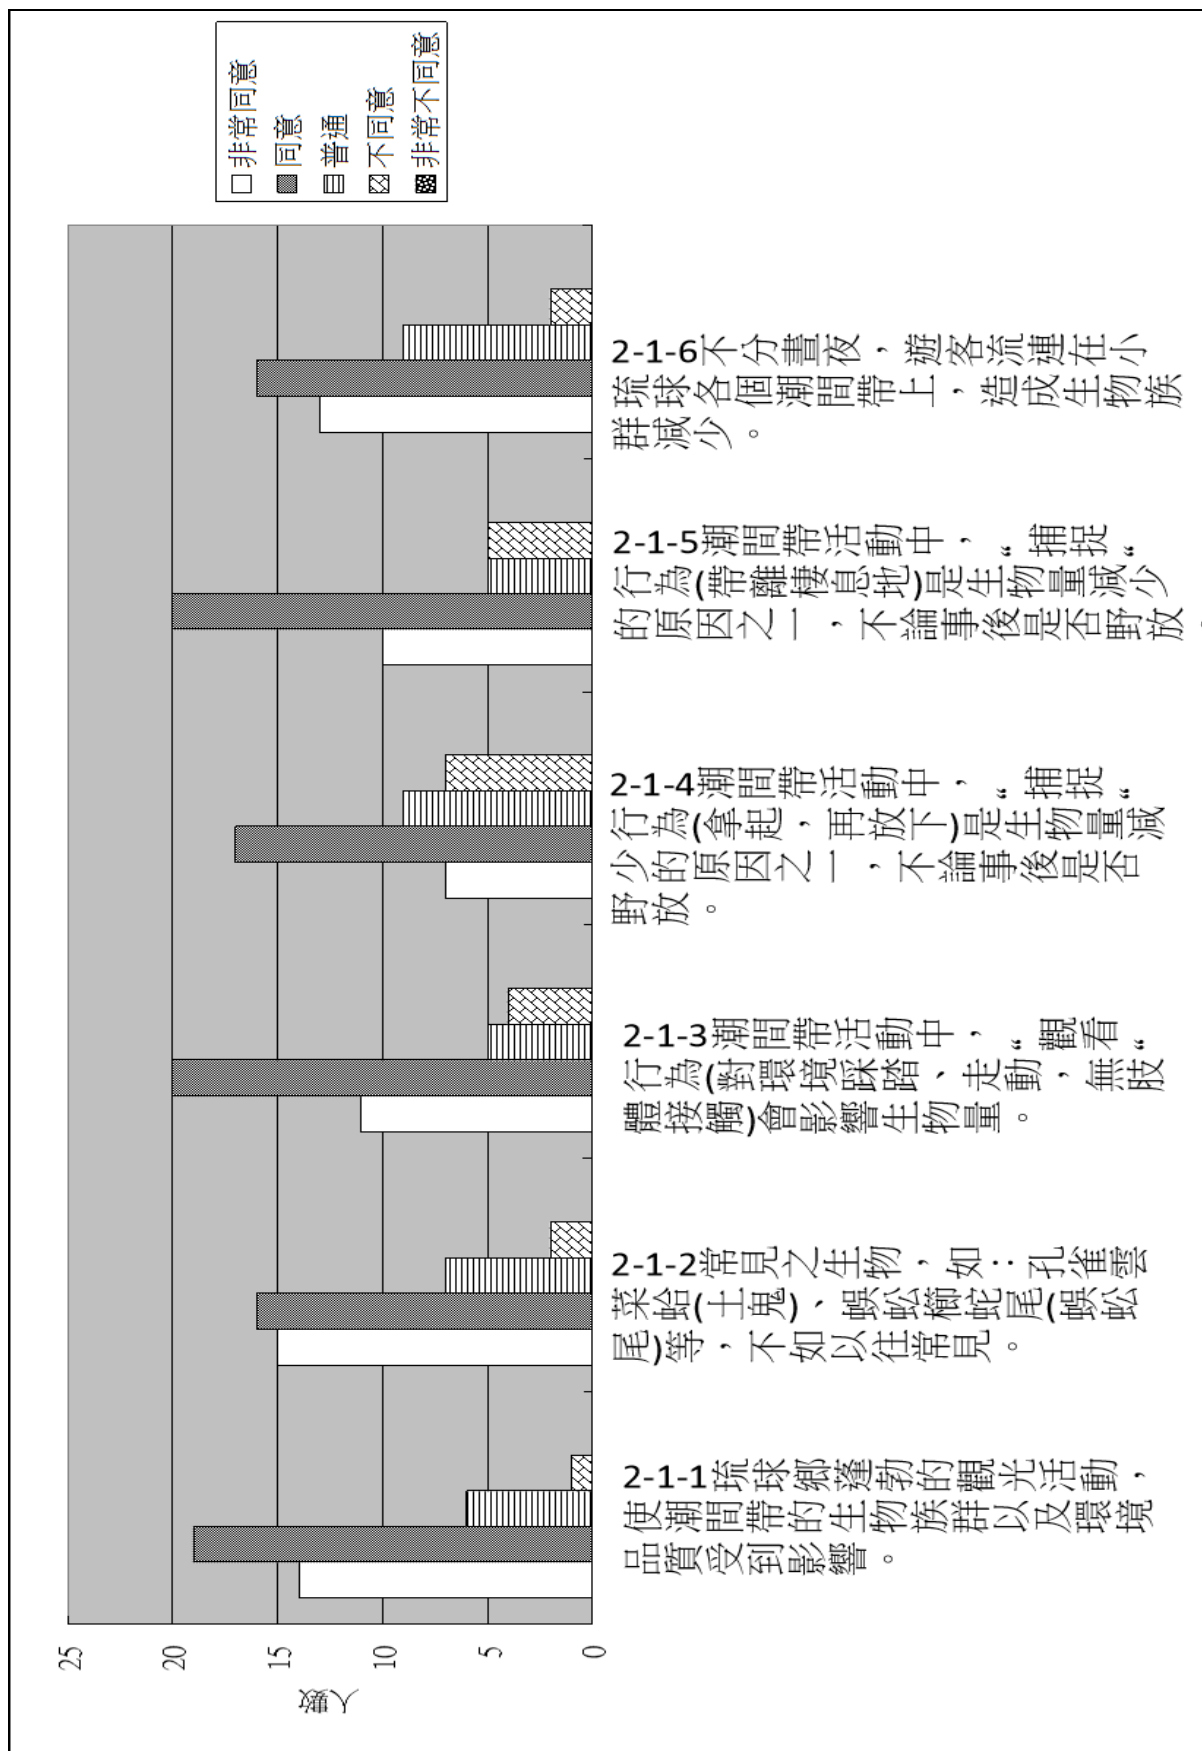 25
20
15
10
5
0
人數
2-1-1琉球鄉蓬勃的觀光活動，
使潮間帶的生物族群以及環境
品質受到影響。
2-1-2常見之生物，如：孔雀雲
菜蛤(土鬼)、蜈蚣櫛蛇尾(蜈蚣
尾)等，不如以往常見。
2-1-3潮間帶活動中，“觀看“
行為(對環境踩踏、走動，無肢
體接觸)會影響生物量。
2-1-4潮間帶活動中，“捕捉“
行為(拿起，再放下)是生物量減
少的原因之一，不論事後是否
野放。
2-1-5潮間帶活動中，“捕捉“
行為(帶離棲息地)是生物量減少
的原因之一，不論事後是否野放。
2-1-6不分晝夜，遊客流連在小
琉球各個潮間帶上，造成生物族
群減少。
非常同意
同意
普通
不同意
非常不同意